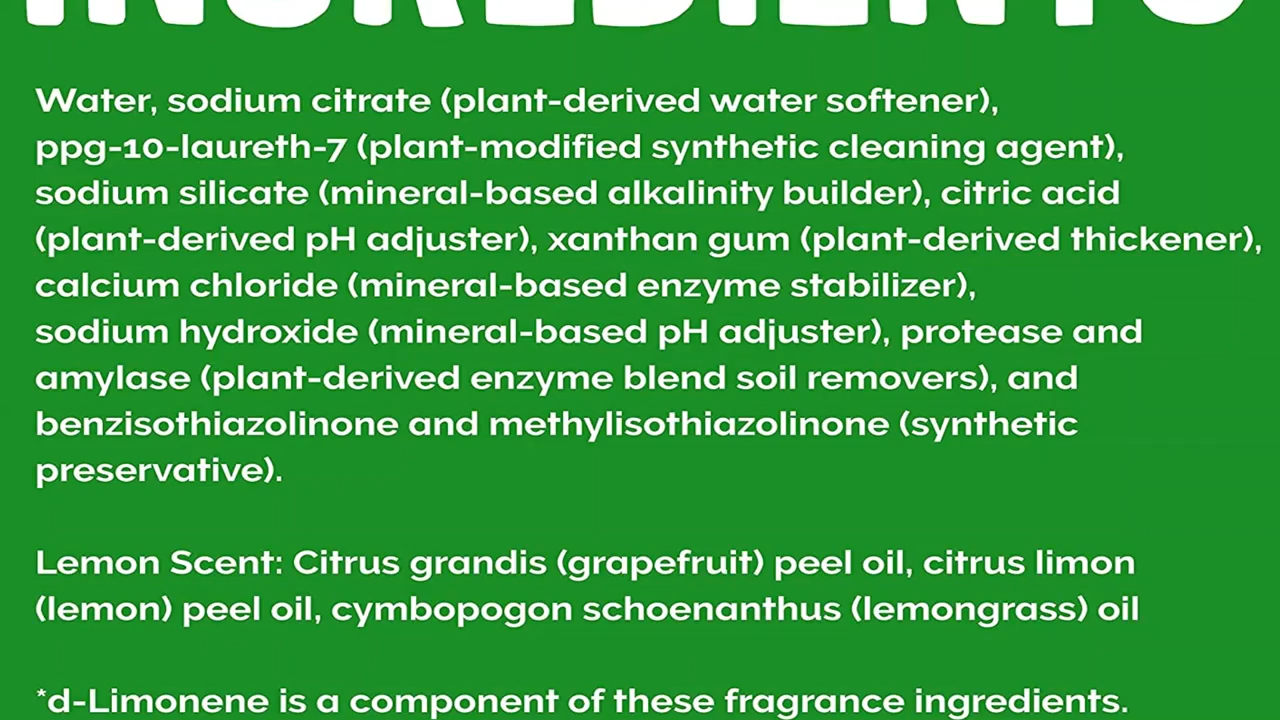 INGREDIENTS
Water, sodium citrate (plant-derived water softener),
ppg-10-laureth-7 (plant-modified synthetic cleaning agent),
sodium silicate (mineral-based alkalinity builder), citric acid
(plant-derived pH adjuster), xanthan gum (plant-derived thickener),
calcium chloride (mineral-based enzyme stabilizer),
sodium hydroxide (mineral-based pH adjuster), protease and
amylase (plant-derived enzyme blend soil removers), and
benzisothiazolinone and methylisothiazolinone (synthetic
preservative).
Lemon Scent: Citrus grandis (grapefruit) peel oil, citrus limon
(lemon) peel oil, cymbopogon schoenanthus (lemongrass) oil
*d-Limonene is a component of these fragrance ingredients.